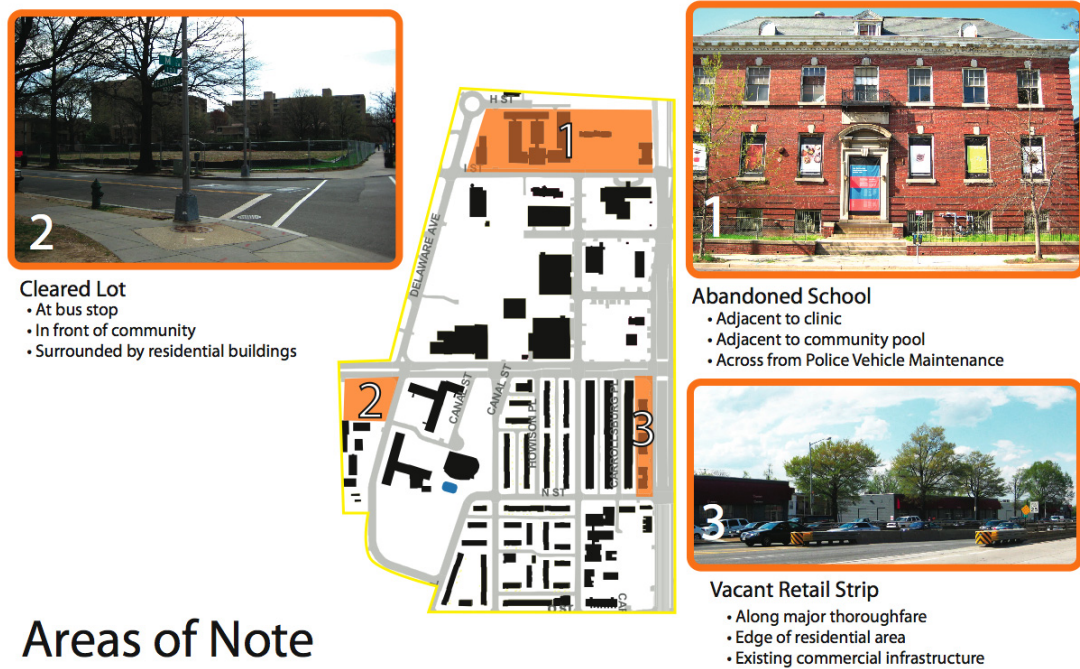 2
Cleared Lot
• At bus stop
• In front of community
• Surrounded by residential buildings
H ST
1
I ST
DELAWARE AVE
2
CANAL ST
CANAL ST
HOWISON PL
CARROLLSBURG PL
3
N ST
O ST
1
Abandoned School
• Adjacent to clinic
• Adjacent to community pool
• Across from Police Vehicle Maintenance
3
Vacant Retail Strip
• Along major thoroughfare
• Edge of residential area
• Existing commercial infrastructure
Areas of Note